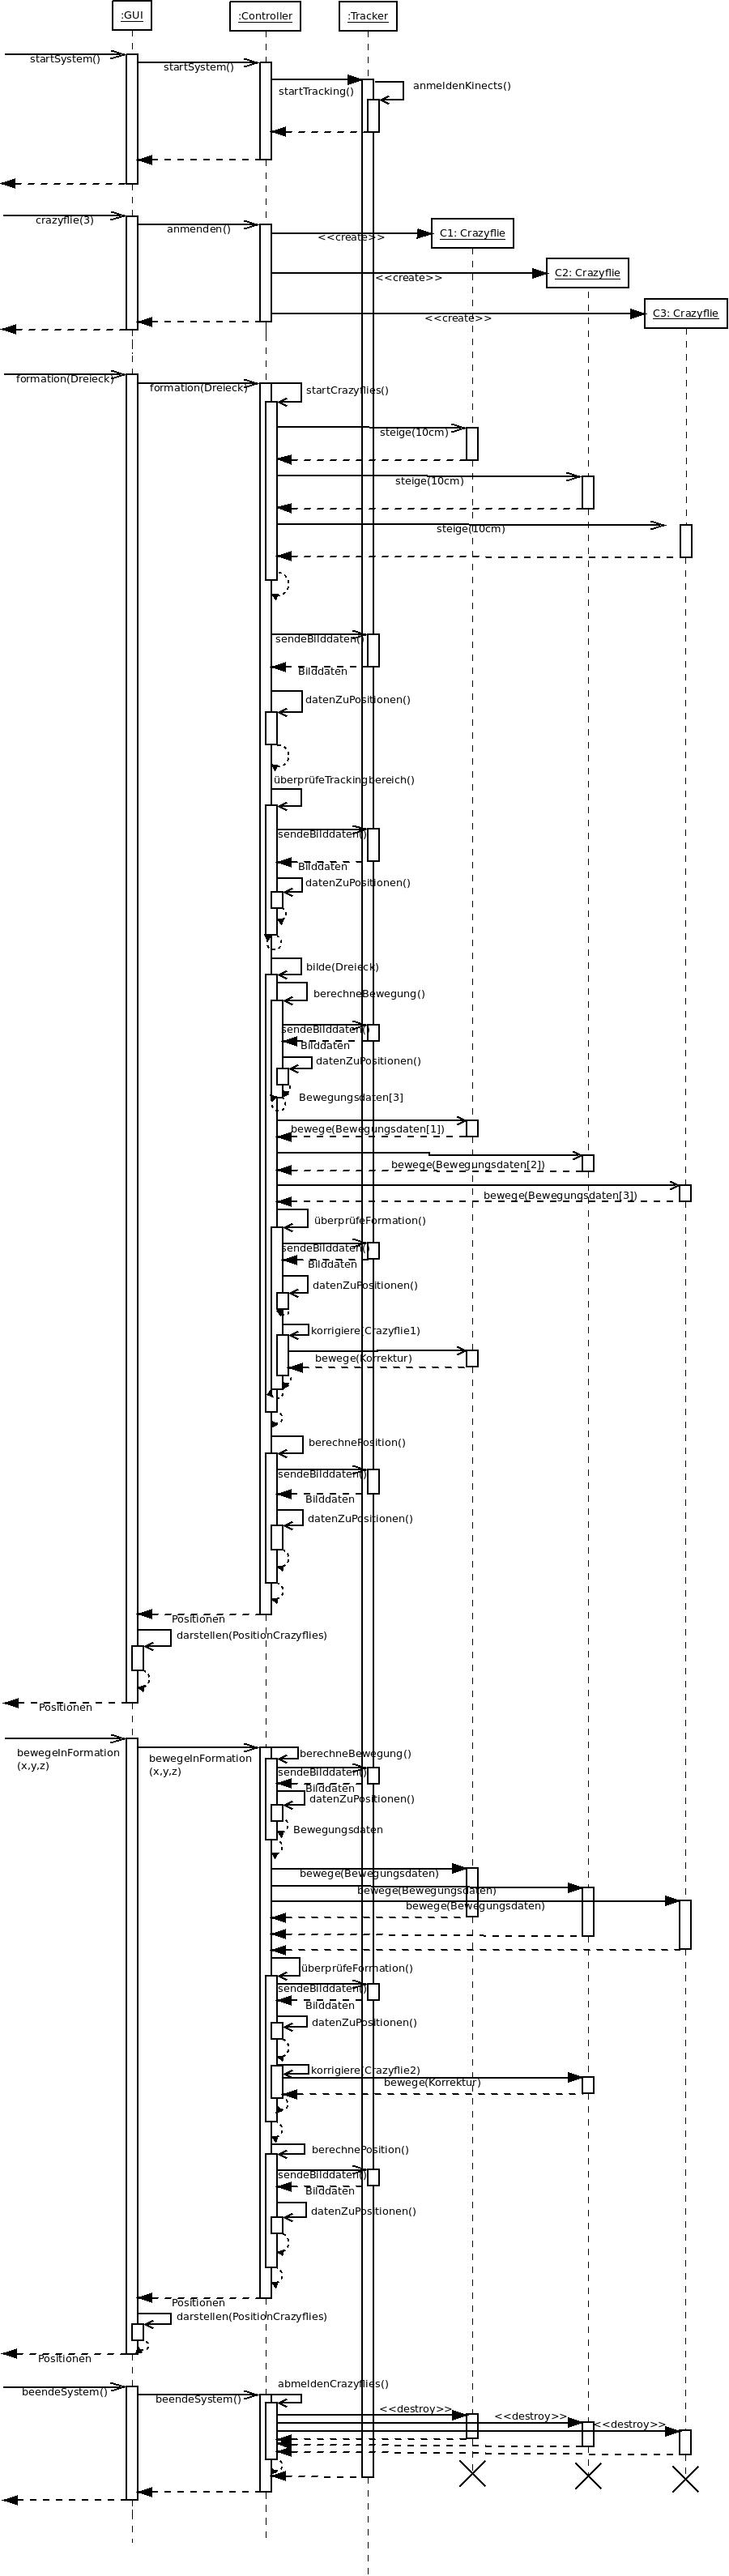 :GUI
:Controller
:Tracker
startSystem()
startSystem()
startTracking()
anmeldenKinects()
crazyflie(3)
anmenden()
<<create>>
C1: Crazyflie
<<create>>
C2: Crazyflie
<<create>>
C3: Crazyflie
formation(Dreieck)
formation(Dreieck)
startCrazyflies()
steige(10cm)
steige(10cm)
steige(10cm)
sendeBilddaten()
Bilddaten
datenZuPositionen()
überprüfeTrackingbereich()
sendeBilddaten()
Bilddaten
datenZuPositionen()
bilde(Dreieck)
berechneBewegung()
sendeBilddaten()
Bilddaten
datenZuPositionen()
Bewegungsdaten[3]
bewege(Bewegungsdaten[1])
bewege(Bewegungsdaten[2])
bewege(Bewegungsdaten[3])
überprüfeFormation()
sendeBilddaten()
Bilddaten
datenZuPositionen()
korrigiere(Crazyflie1)
bewege(Korrektur)
berechnePosition()
sendeBilddaten()
Bilddaten
datenZuPositionen()
Positionen
darstellen(PositionCrazyflies)
Positionen
bewegeInFormation
(x,y,z)
bewegeInFormation
(x,y,z)
berechneBewegung()
sendeBilddaten()
Bilddaten
datenZuPositionen()
Bewegungsdaten
bewege(Bewegungsdaten)
bewege(Bewegungsdaten)
bewege(Bewegungsdaten)
überprüfeFormation()
sendeBilddaten()
Bilddaten
datenZuPositionen()
korrigiere(Crazyflie2)
bewege(Korrektur)
berechnePosition()
sendeBilddaten()
Bilddaten
datenZuPositionen()
Positionen
darstellen(PositionCrazyflies)
Positionen
beendeSystem()
beendeSystem()
abmeldenCrazyflies()
<<destroy>>
<<destroy>>
<<destroy>>